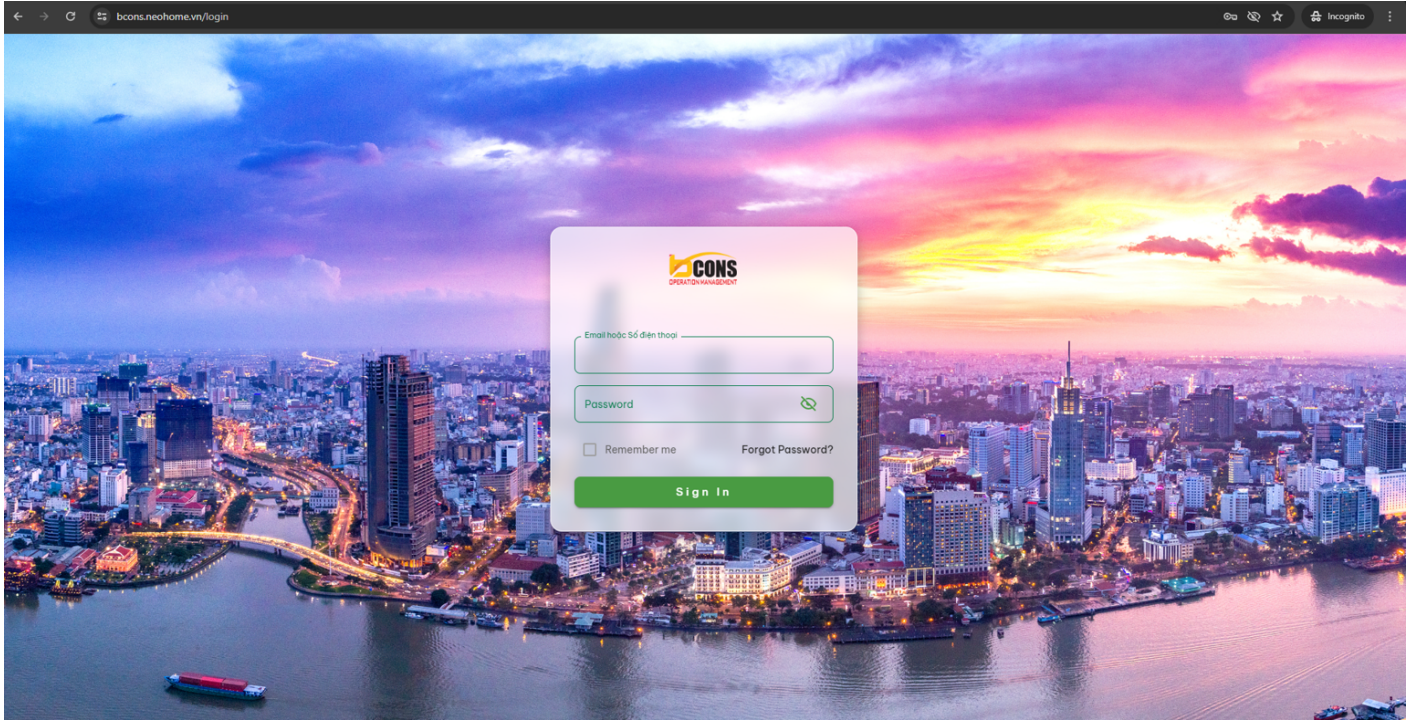 bcons.neohome.vn/login
Incognito
bCONS
OPERATION MANAGEMENT
Email hoặc Số điện thoại
Password
Remember me
Forgot Password?
Sign In